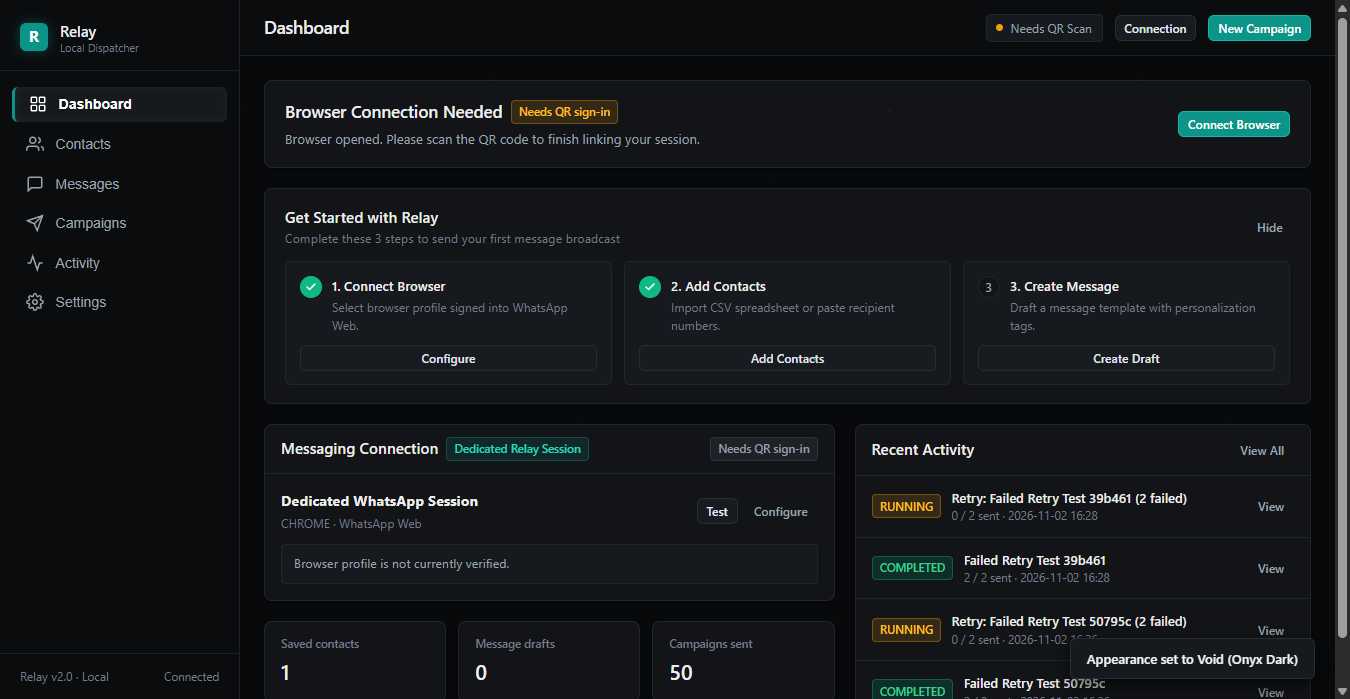 R
Relay
Local Dispatcher
Dashboard
Contacts
Messages
Campaigns
Activity
Settings
Relay v2.0 · Local
Connected
Dashboard
Needs QR Scan
Connection
New Campaign
Browser Connection Needed
Needs QR sign-in
Browser opened. Please scan the QR code to finish linking your session.
Connect Browser
Get Started with Relay
Complete these 3 steps to send your first message broadcast
Hide
1. Connect Browser
Select browser profile signed into WhatsApp
Web.
Configure
2. Add Contacts
Import CSV spreadsheet or paste recipient
numbers.
Add Contacts
3
3. Create Message
Draft a message template with personalization
tags.
Create Draft
Messaging Connection
Dedicated Relay Session
Needs QR sign-in
Dedicated WhatsApp Session
CHROME · WhatsApp Web
Test
Configure
Browser profile is not currently verified.
Saved contacts
1
Message drafts
0
Campaigns sent
50
Recent Activity
View All
RUNNING
Retry: Failed Retry Test 39b461 (2 failed)
0 / 2 sent · 2026-11-02 16:28
View
COMPLETED
Failed Retry Test 39b461
2 / 2 sent · 2026-11-02 16:28
View
RUNNING
Retry: Failed Retry Test 50795c (2 failed)
0 / 2 sent · 2026-11-02
View
COMPLETED
Failed Retry Test 50795c
View
Appearance set to Void (Onyx Dark)